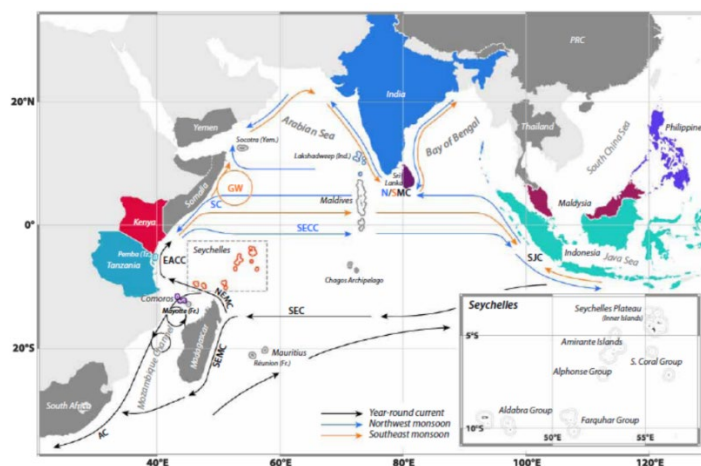 PRC
20°N
India
Yemen
Arabian Sea
Bay of Bengal
Thailand
South China Sea
Philippine
Socotra (Yem.)
Lakshadweep (Ind.)
Sri
Lanka
Somalia
GW
Maldives
N/SMC
Kenya
SC
Maldysia
0°
SECC
Pemba (Tz.)
Tanzania
EACC
Seychelles
Indonesia
Java Sea
SJC
Chagos Archipelago
Comoros
NEMC
Mayotte (Fr.)
SEC
Seychelles
Seychelles Plateau
(Inner Islands)
5°S
Amirante Islands
20°S
Mozambique Channel
Madagascar
SEMC
Mauritius
Réunion (Fr.)
S. Coral Group
Alphonse Group
South Africa
AC
Year-round current
Northwest monsoon
Southeast monsoon
Aldabra Group
Farquhar Group
10°S
50°E
55°E
40°E
60°E
80°E
100°E
120°E